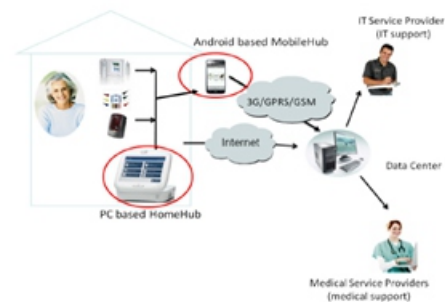 IT Service Provider
(IT support)
Android based MobileHub
3G/GPRS/GSM
Internet
Data Center
PC based HomeHub
Medical Service Providers
(medical support)